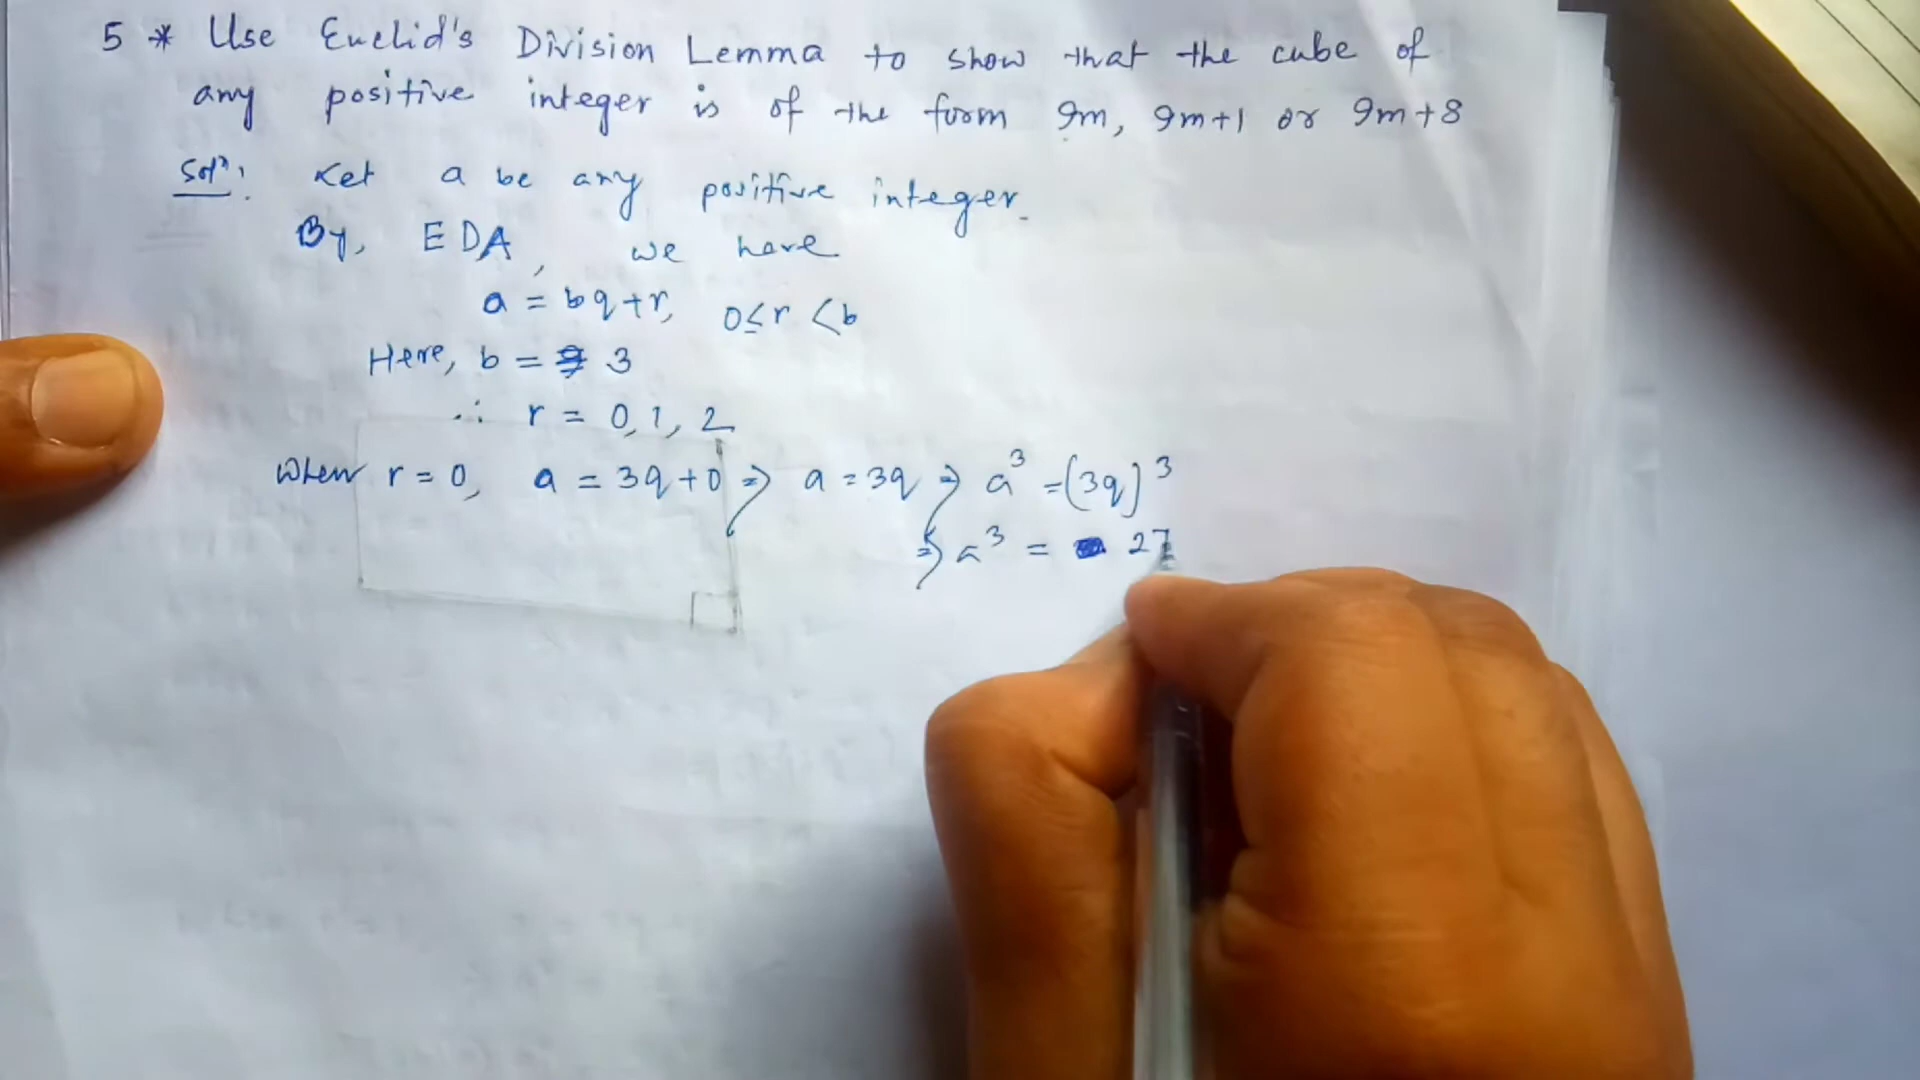 5 * Use Euclid's Division Lemma to show that the cube of
any positive integer is of the form 9m, 9m+1 or 9m+8
Solⁿ: Let a be any positive integer.
By, EDA, we have
a = bq+r, 0≤r<b
Here, b = 3
∴ r = 0, 1, 2
When r = 0, a = 3q+0 ⇒ a = 3q ⇒ a³ = (3q)³
⇒ a³ = 27